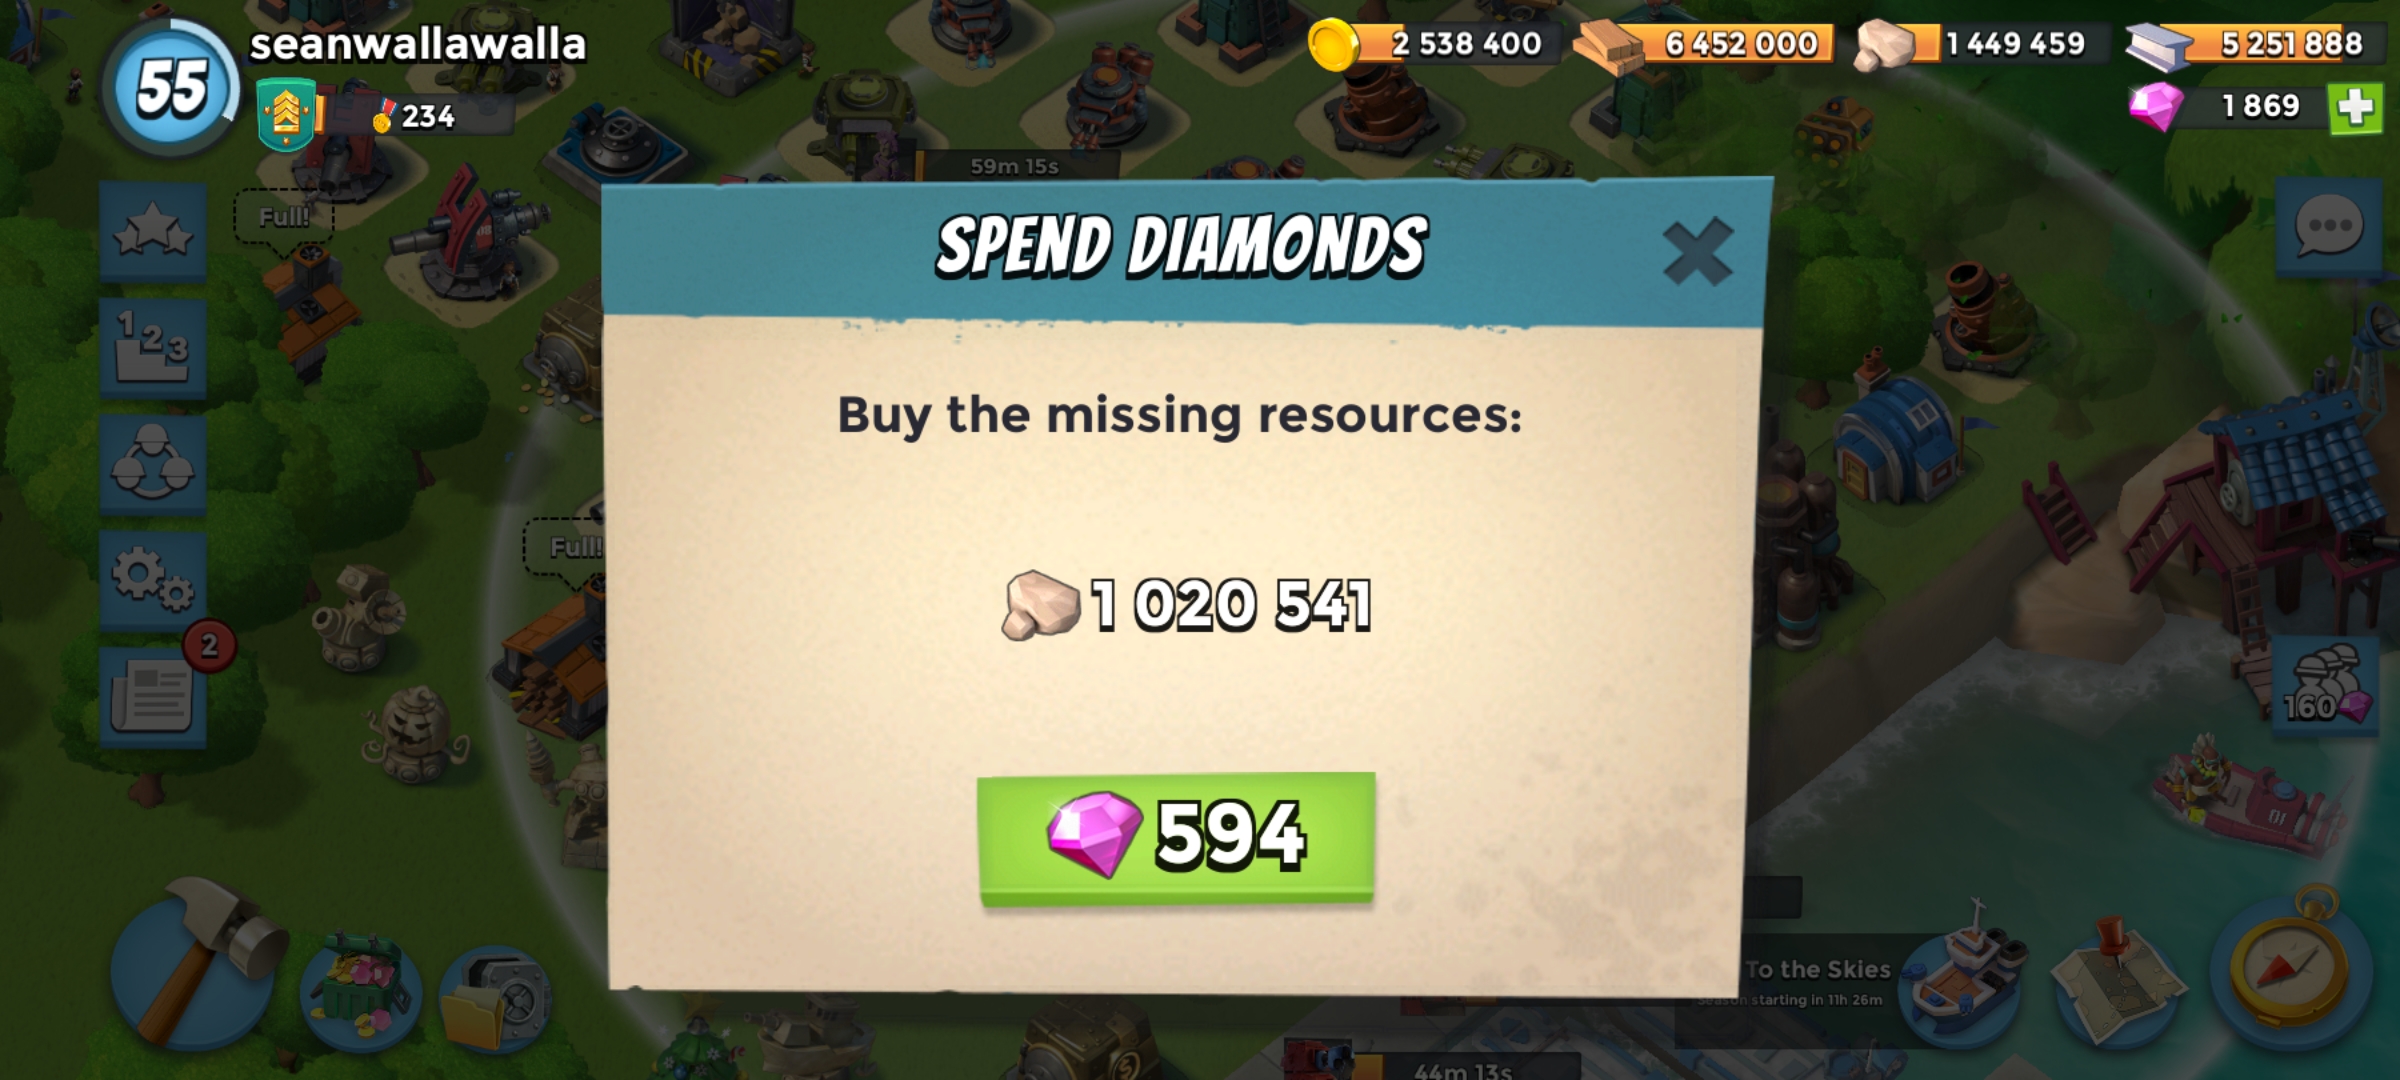 55
seanwallawalla
234
2 538 400
6 452 000
1 449 459
5 251 888
1 869
59m 15s
Full!
SPEND DIAMONDS
1 2 3
Buy the missing resources:
Full!
1 020 541
2
160
594
To the Skies
Season starting in 11h 26m
44m 13s